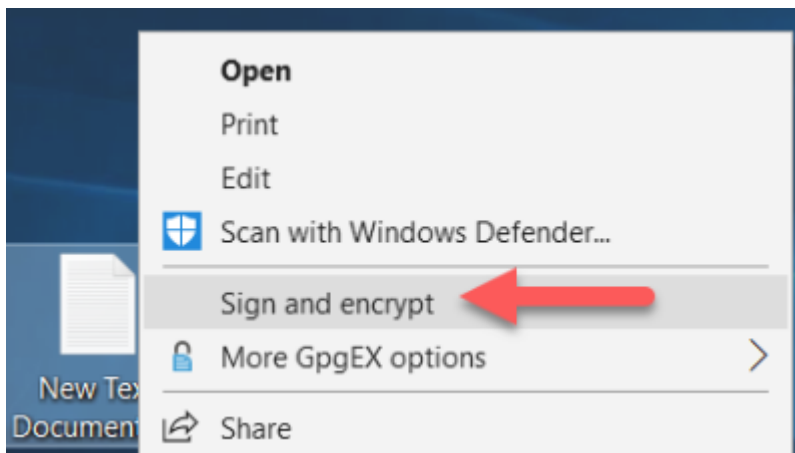 Open
Print
Edit
Scan with Windows Defender...
Sign and encrypt
More GpgEX options
New Tex
Document
Share